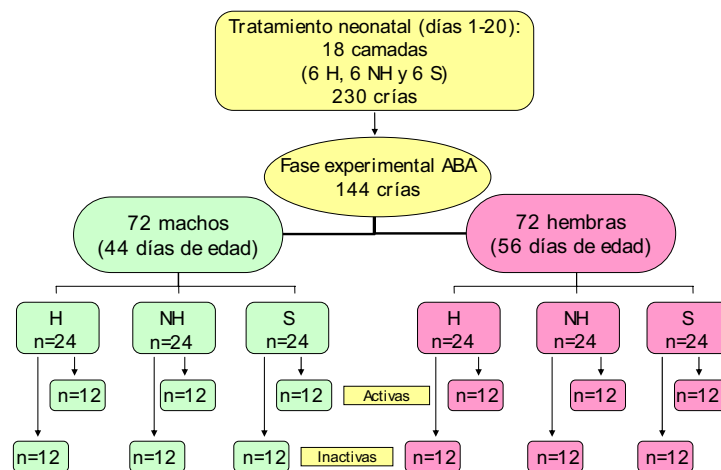 Tratamiento neonatal (días 1-20):
18 camadas
(6 H, 6 NH y 6 S)
230 crías
Fase experimental ABA
144 crías
72 machos
(44 días de edad)
72 hembras
(56 días de edad)
H
n=24
NH
n=24
S
n=24
H
n=24
NH
n=24
S
n=24
n=12
n=12
n=12
Activas
n=12
n=12
n=12
n=12
n=12
n=12
Inactivas
n=12
n=12
n=12